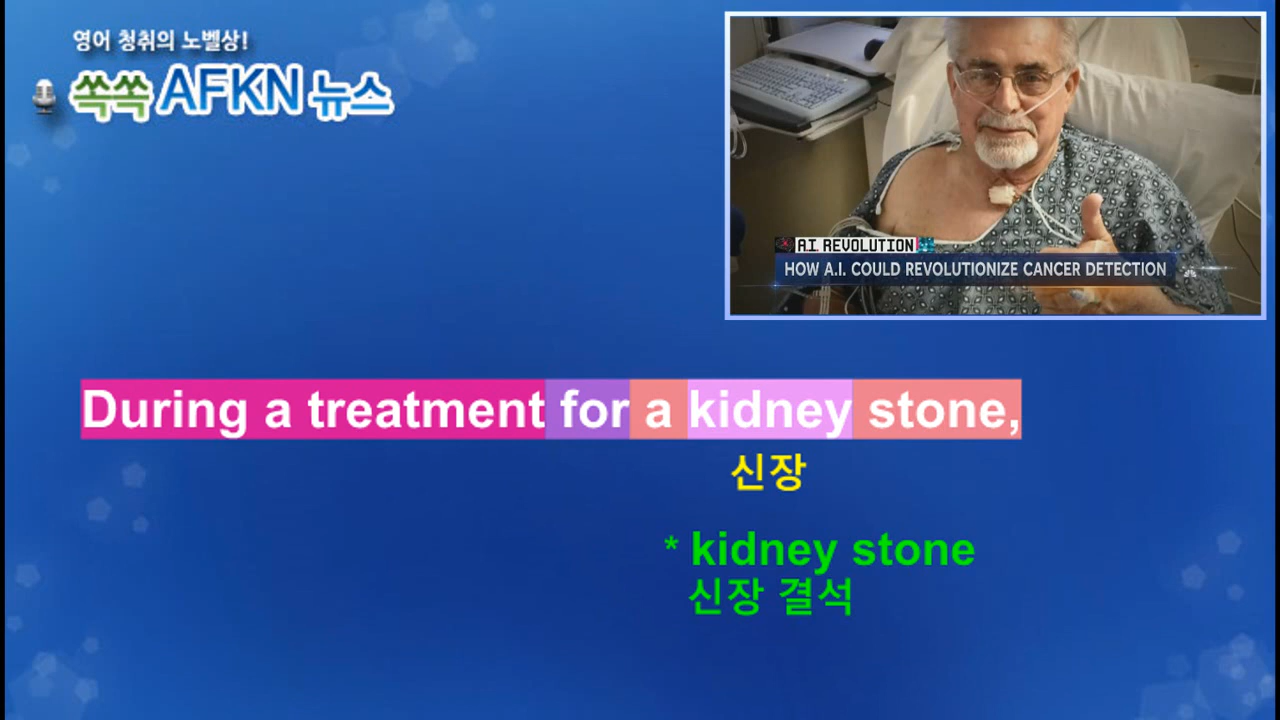 영어 청취의 노벨상!
쏙쏙 AFKN 뉴스
A.I. REVOLUTION
HOW A.I. COULD REVOLUTIONIZE CANCER DETECTION
During a treatment for a kidney stone,
신장
* kidney stone
신장 결석